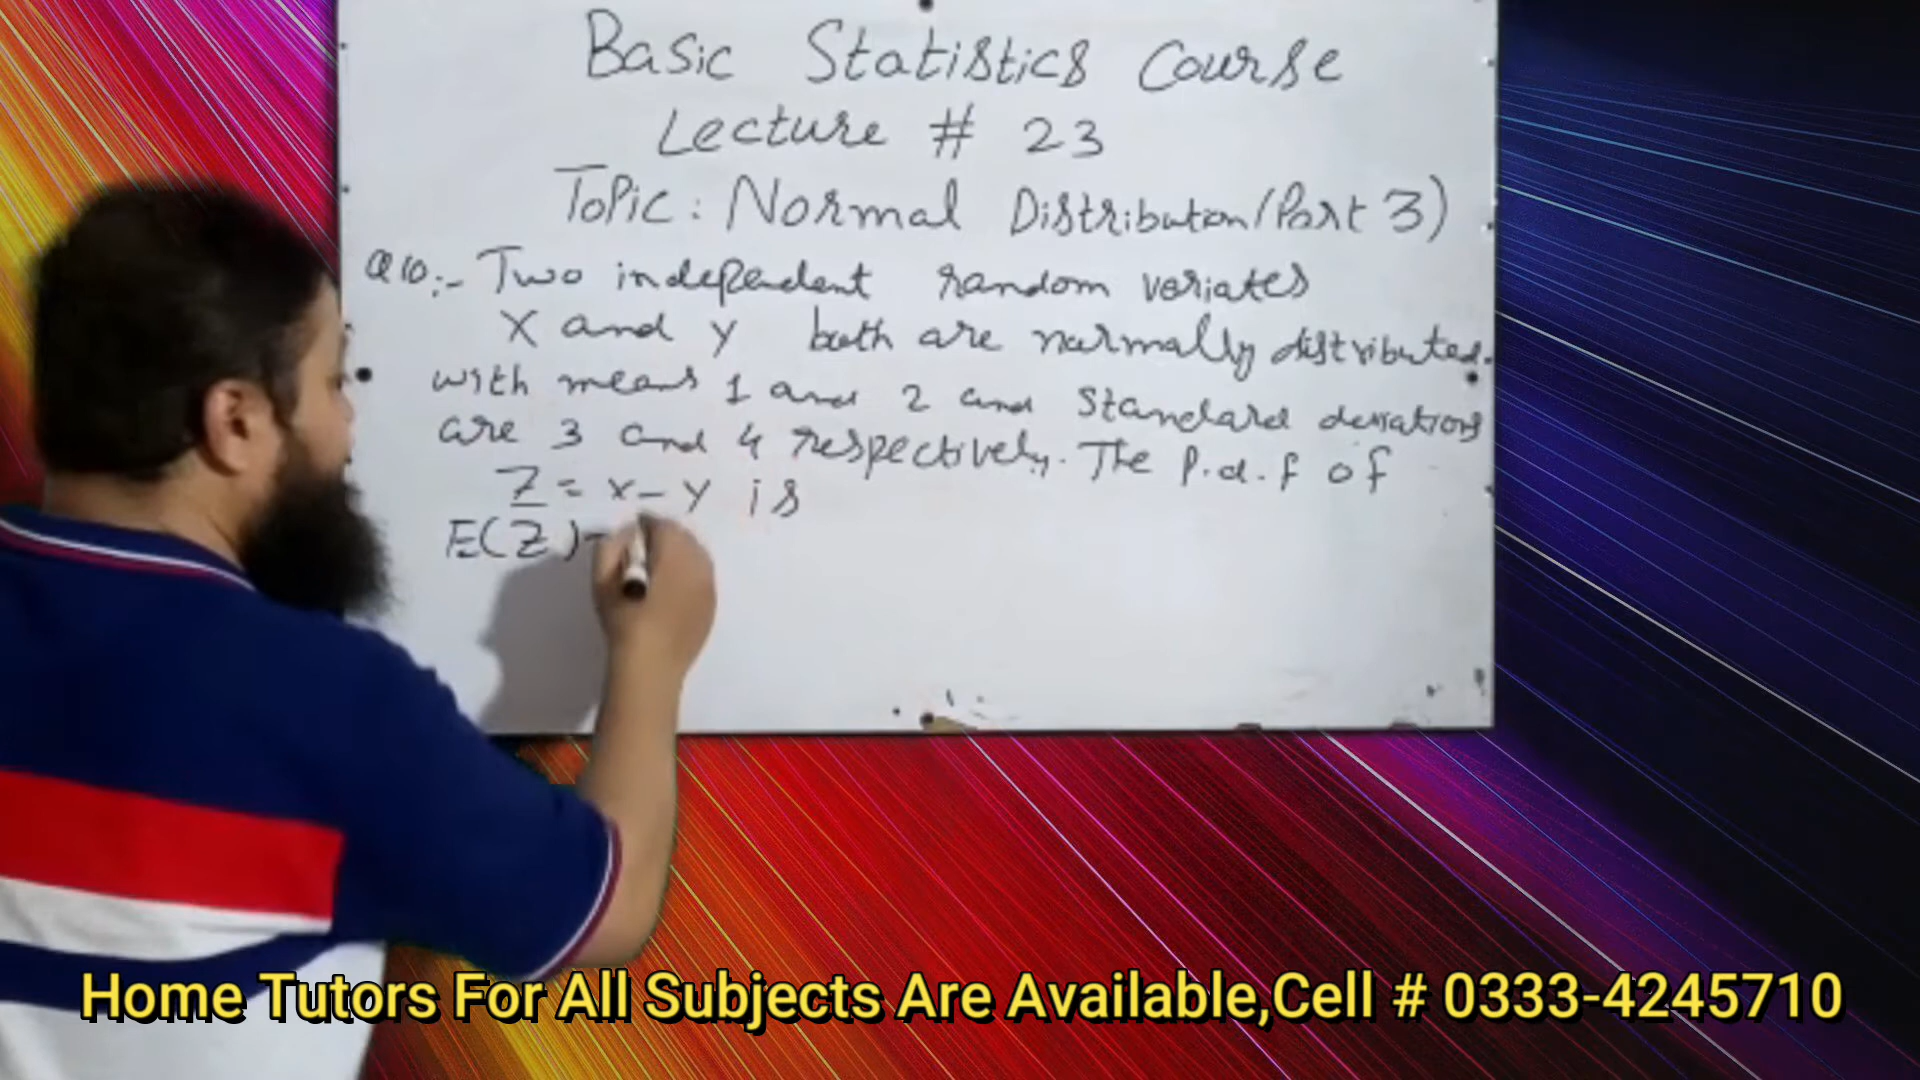 Basic Statistics Course
Lecture # 23
Topic: Normal Distribution (Part 3)
Q10:- Two independent random variates
X and Y both are normally distributed.
with means 1 and 2 and Standard deviations
are 3 and 4 respectively. The P.d.f of
Z = X - Y is
E(Z) =
Home Tutors For All Subjects Are Available,Cell # 0333-4245710